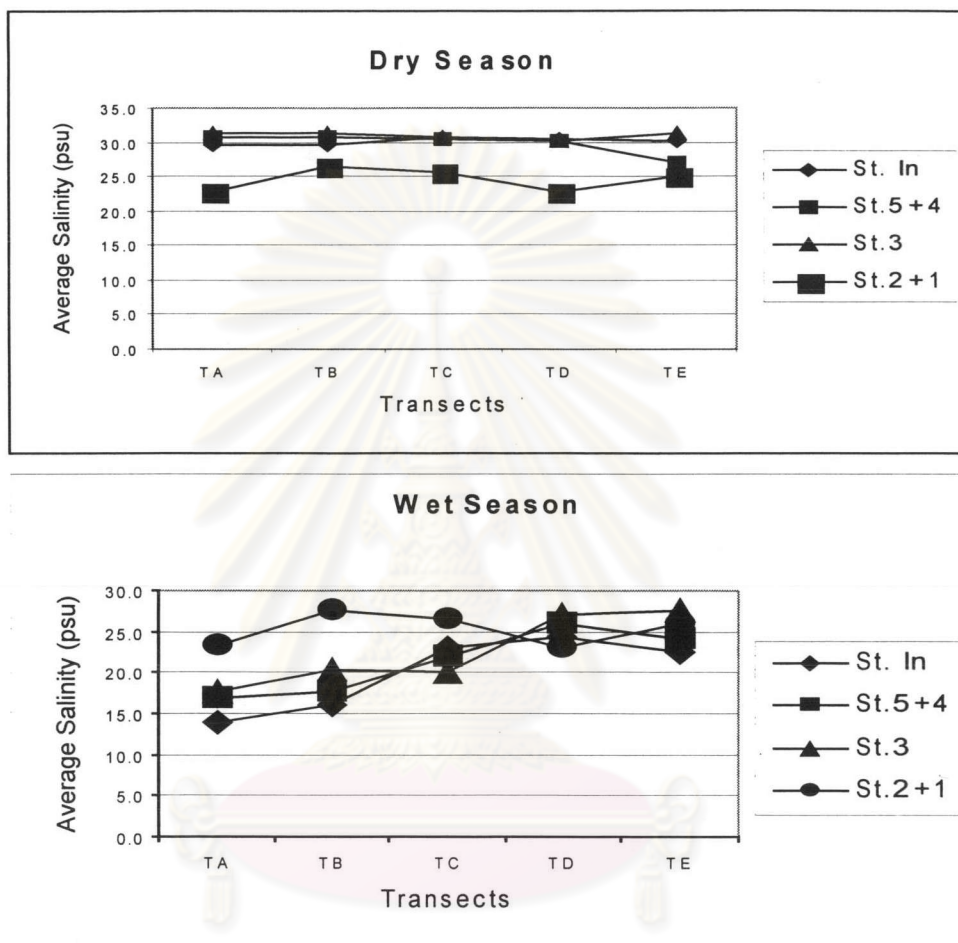 Dry Season
Average Salinity (psu)
35.0
30.0
25.0
20.0
15.0
10.0
5.0
0.0
TA TB TC TD TE
Transects
St. In
St.5+4
St.3
St.2+1
Wet Season
Average Salinity (psu)
30.0
25.0
20.0
15.0
10.0
5.0
0.0
TA TB TC TD TE
Transects
St. In
St.5+4
St.3
St.2+1